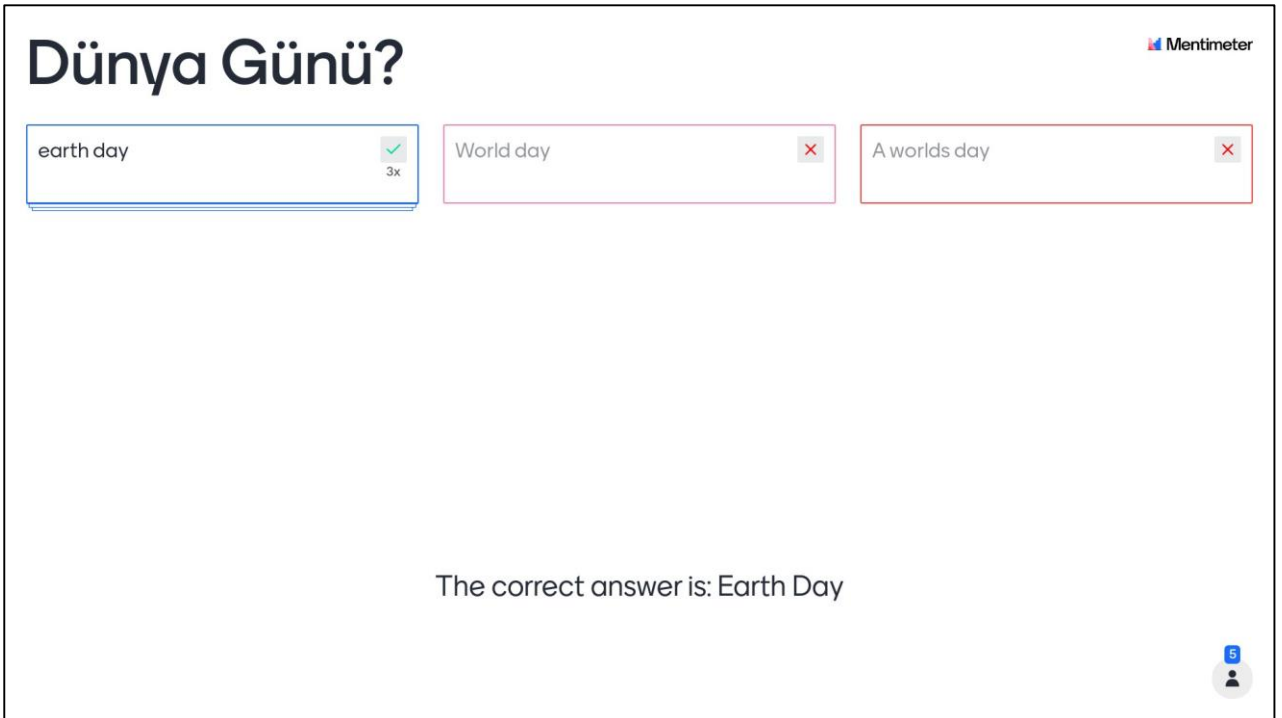 Dünya Günü?
Mentimeter
earth day
3x
World day
A worlds day
The correct answer is: Earth Day
5